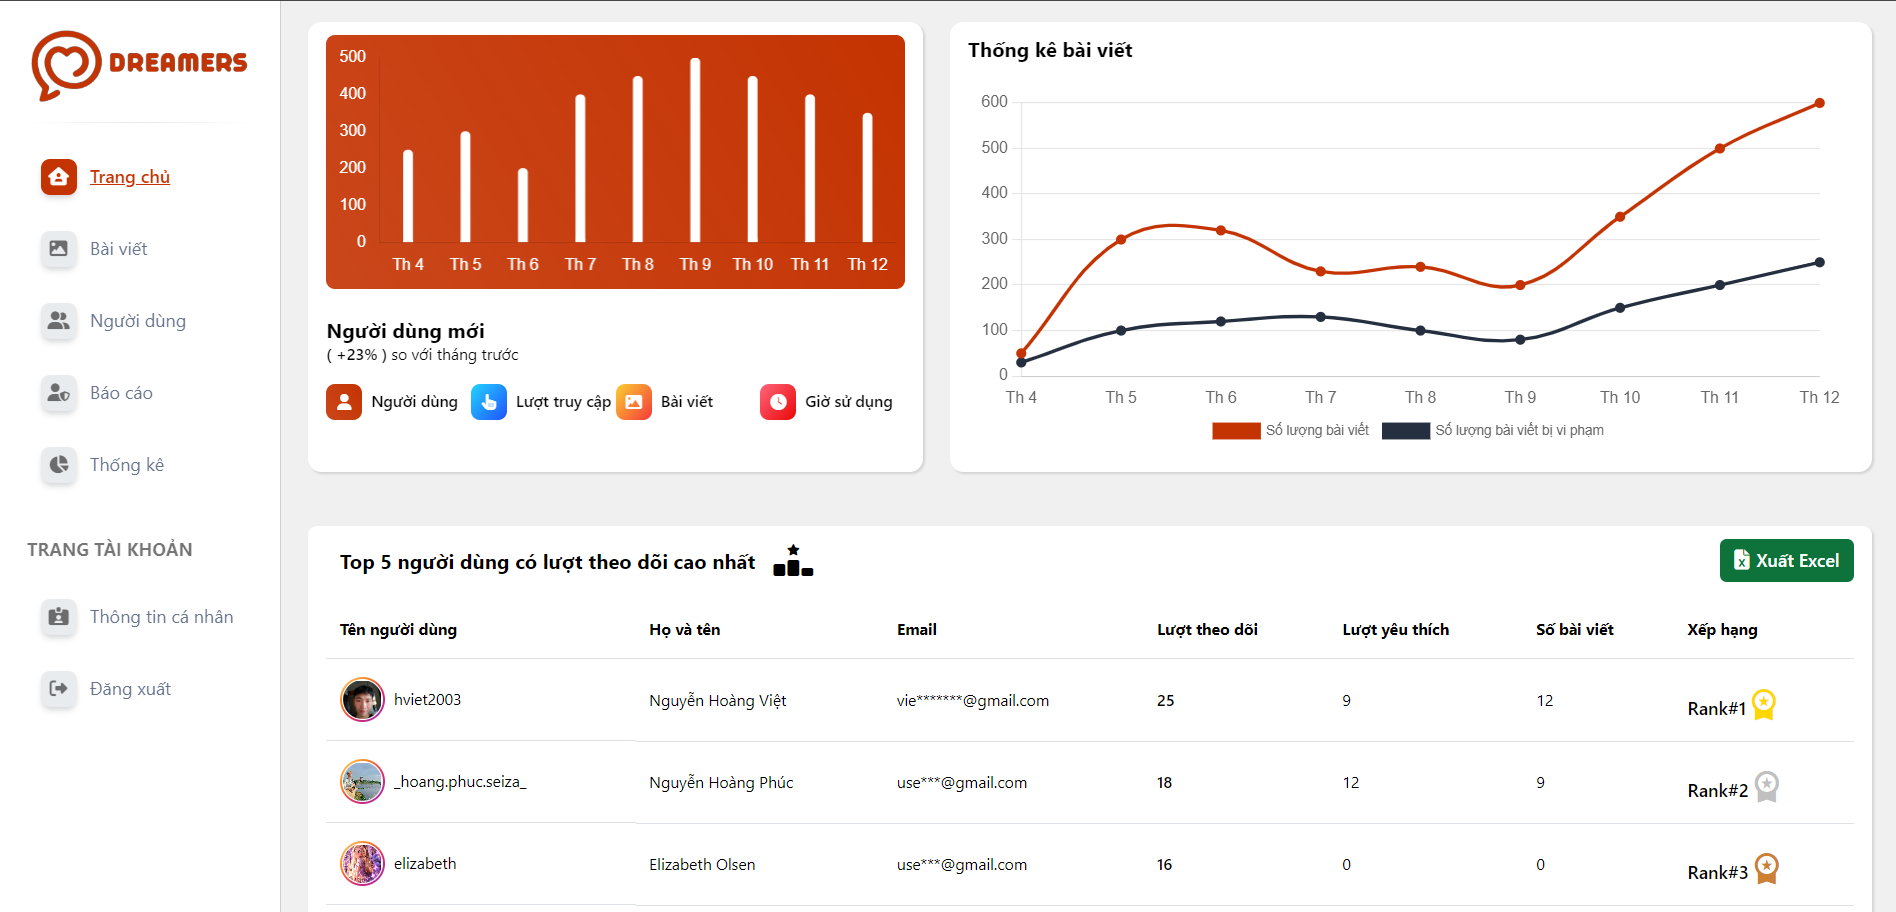 DREAMERS
Trang chủ
Bài viết
Người dùng
Báo cáo
Thống kê
TRANG TÀI KHOẢN
Thông tin cá nhân
Đăng xuất
500
400
300
200
100
0
Th 4 Th 5 Th 6 Th 7 Th 8 Th 9 Th 10 Th 11 Th 12
Người dùng mới
( +23% ) so với tháng trước
Người dùng Lượt truy cập Bài viết Giờ sử dụng
Thống kê bài viết
600
500
400
300
200
100
0
Th 4 Th 5 Th 6 Th 7 Th 8 Th 9 Th 10 Th 11 Th 12
Số lượng bài viết Số lượng bài viết bị vi phạm
Top 5 người dùng có lượt theo dõi cao nhất
Xuất Excel
Tên người dùng Họ và tên Email Lượt theo dõi Lượt yêu thích Số bài viết Xếp hạng
hviet2003 Nguyễn Hoàng Việt vie*******@gmail.com 25 9 12 Rank#1
_hoang.phuc.seiza_ Nguyễn Hoàng Phúc use***@gmail.com 18 12 9 Rank#2
elizabeth Elizabeth Olsen use***@gmail.com 16 0 0 Rank#3